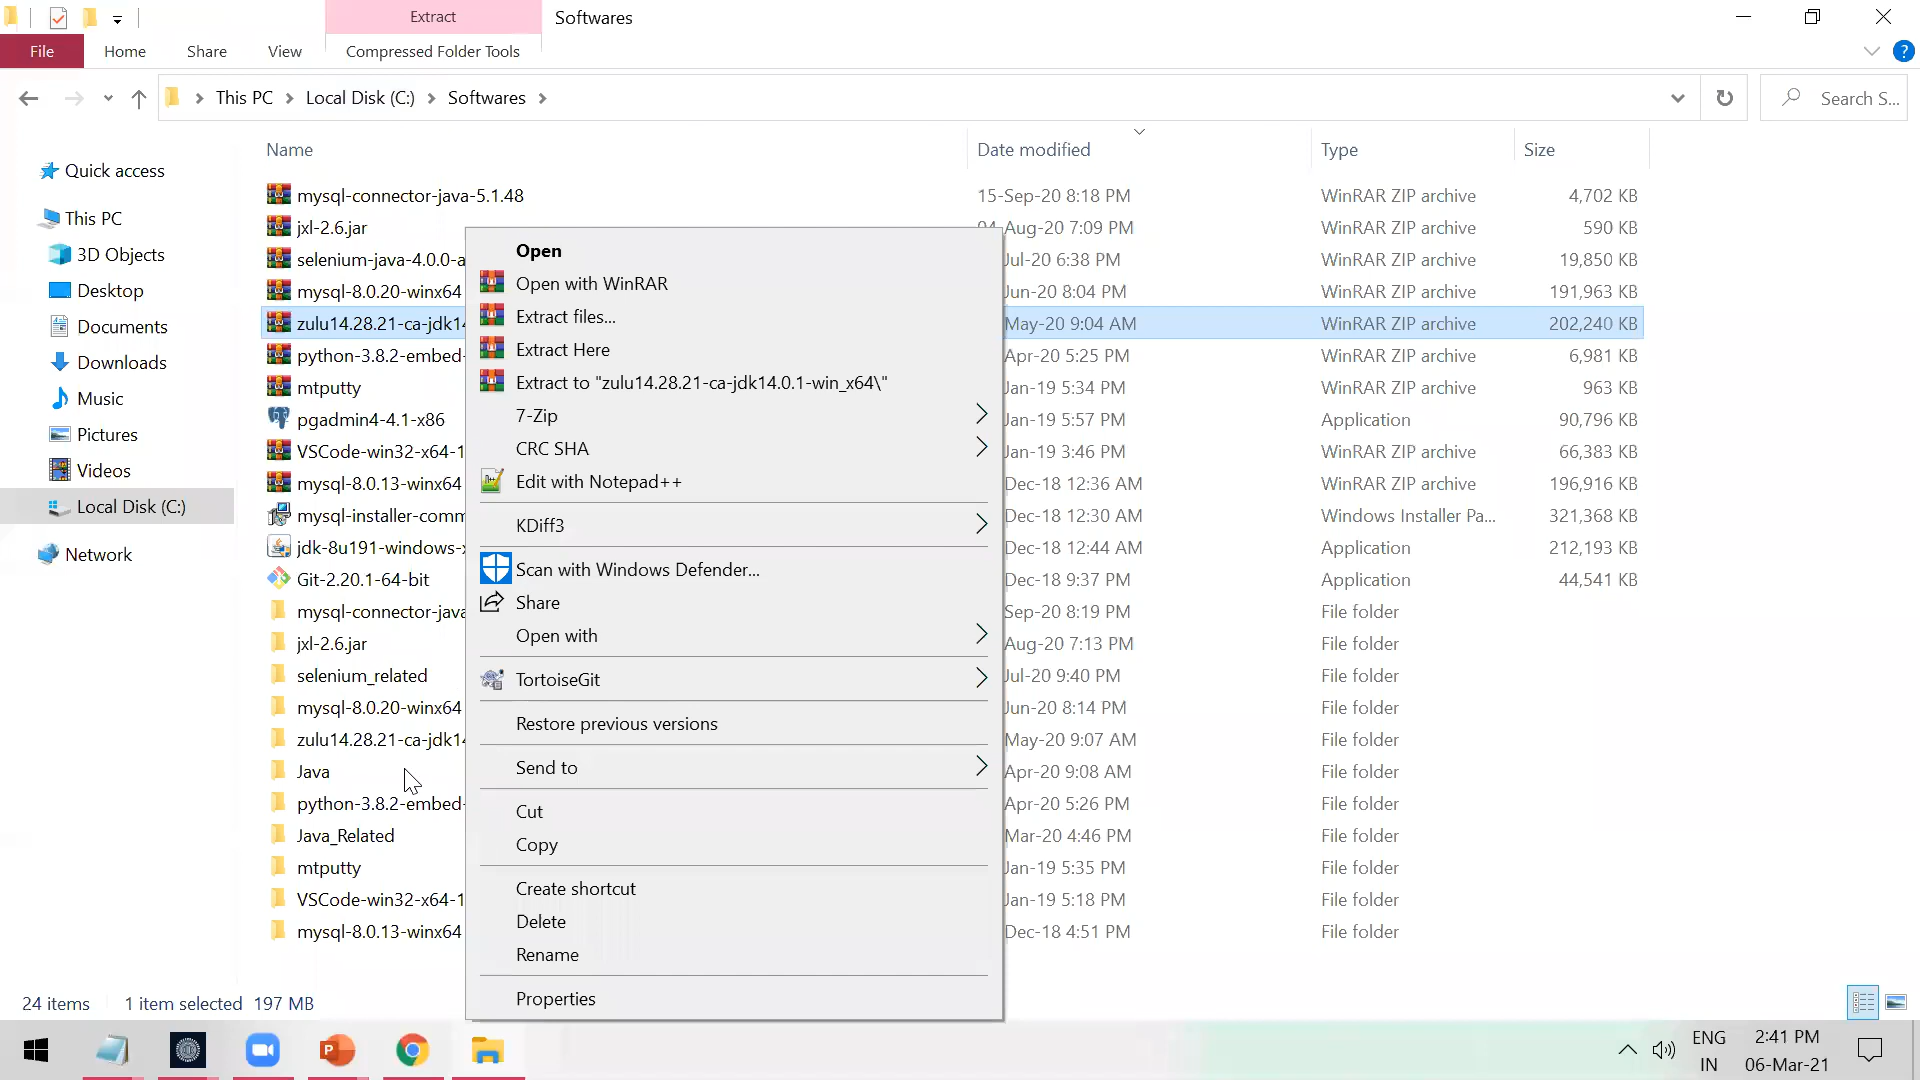 Extract
Softwares
File
Home
Share
View
Compressed Folder Tools
?
This PC
Local Disk (C:)
Softwares
Search S...
Name
Date modified
Type
Size
Quick access
This PC
3D Objects
Desktop
Documents
Downloads
Music
Pictures
Videos
Local Disk (C:)
Network
mysql-connector-java-5.1.48 15-Sep-20 8:18 PM WinRAR ZIP archive 4,702 KB
jxl-2.6.jar 04-Aug-20 7:09 PM WinRAR ZIP archive 590 KB
selenium-java-4.0.0-a Jul-20 6:38 PM WinRAR ZIP archive 19,850 KB
mysql-8.0.20-winx64 Jun-20 8:04 PM WinRAR ZIP archive 191,963 KB
zulu14.28.21-ca-jdk14 May-20 9:04 AM WinRAR ZIP archive 202,240 KB
python-3.8.2-embed- Apr-20 5:25 PM WinRAR ZIP archive 6,981 KB
mtputty Jan-19 5:34 PM WinRAR ZIP archive 963 KB
pgadmin4-4.1-x86 Jan-19 5:57 PM Application 90,796 KB
VSCode-win32-x64-1 Jan-19 3:46 PM WinRAR ZIP archive 66,383 KB
mysql-8.0.13-winx64 Dec-18 12:36 AM WinRAR ZIP archive 196,916 KB
mysql-installer-comm Dec-18 12:30 AM Windows Installer Pa... 321,368 KB
jdk-8u191-windows-x Dec-18 12:44 AM Application 212,193 KB
Git-2.20.1-64-bit Dec-18 9:37 PM Application 44,541 KB
mysql-connector-java Sep-20 8:19 PM File folder
jxl-2.6.jar Aug-20 7:13 PM File folder
selenium_related Jul-20 9:40 PM File folder
mysql-8.0.20-winx64 Jun-20 8:14 PM File folder
zulu14.28.21-ca-jdk14 May-20 9:07 AM File folder
Java Apr-20 9:08 AM File folder
python-3.8.2-embed- Apr-20 5:26 PM File folder
Java_Related Mar-20 4:46 PM File folder
mtputty Jan-19 5:35 PM File folder
VSCode-win32-x64-1 Jan-19 5:18 PM File folder
mysql-8.0.13-winx64 Dec-18 4:51 PM File folder
Open
Open with WinRAR
Extract files...
Extract Here
Extract to "zulu14.28.21-ca-jdk14.0.1-win_x64\"
7-Zip
CRC SHA
Edit with Notepad++
KDiff3
Scan with Windows Defender...
Share
Open with
TortoiseGit
Restore previous versions
Send to
Cut
Copy
Create shortcut
Delete
Rename
Properties
24 items 1 item selected 197 MB
ENG
IN
2:41 PM
06-Mar-21